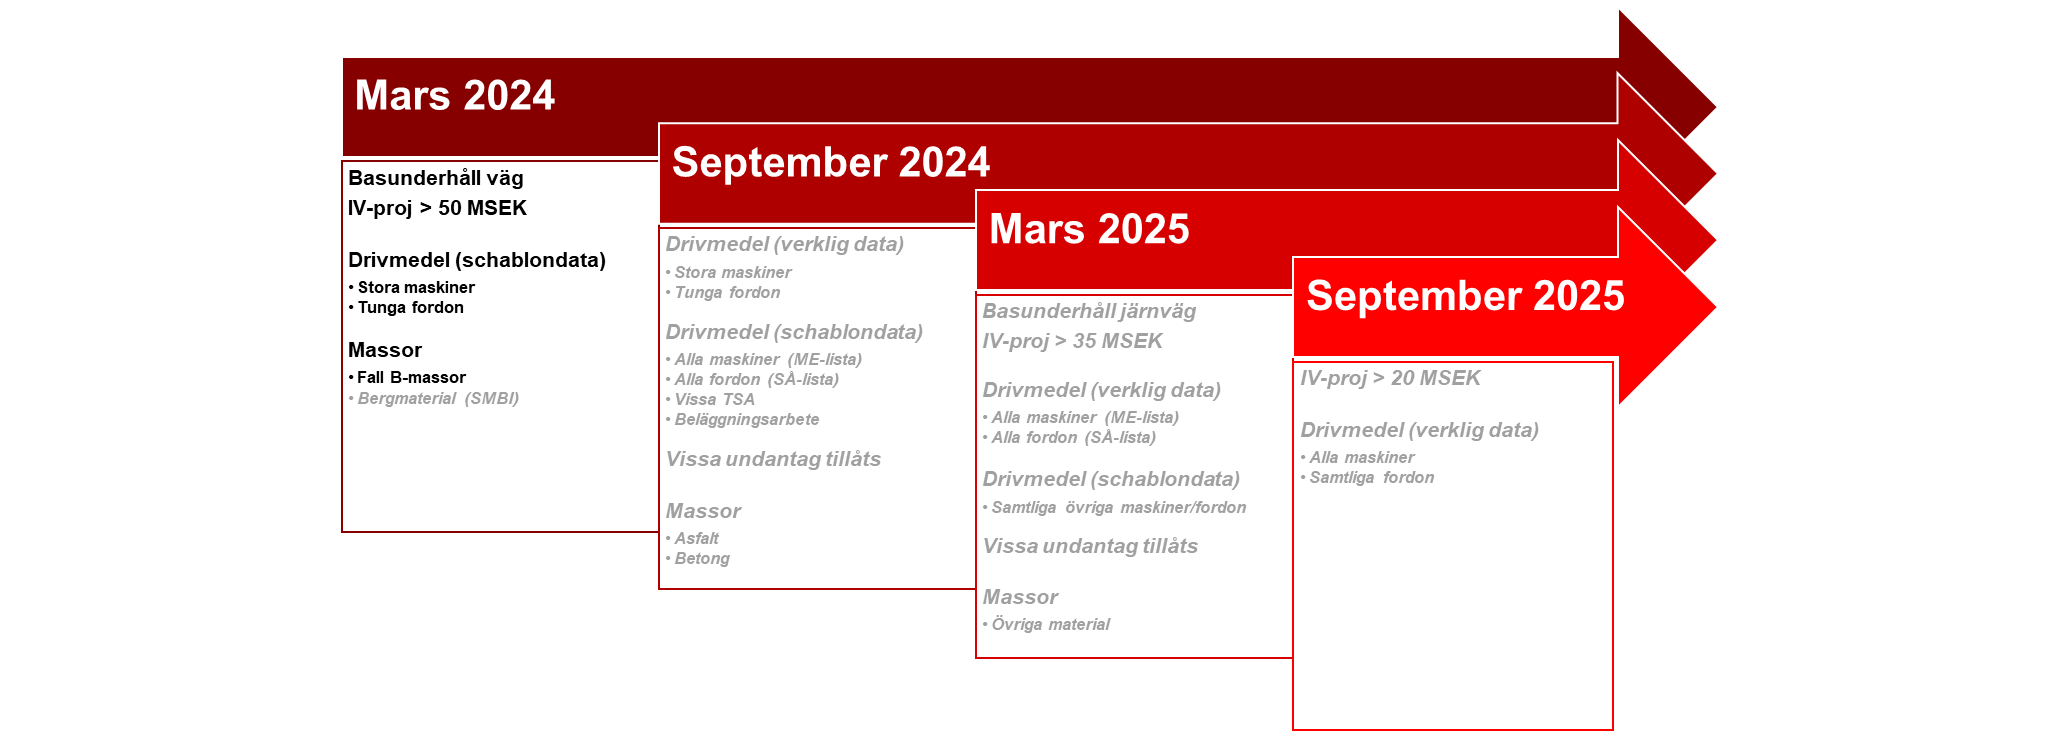 Mars 2024
Basunderhåll väg
IV-proj > 50 MSEK
Drivmedel (schablondata)
• Stora maskiner
• Tunga fordon
Massor
• Fall B-massor
• Bergmaterial (SMBI)
September 2024
Drivmedel (verklig data)
• Stora maskiner
• Tunga fordon
Drivmedel (schablondata)
• Alla maskiner (ME-lista)
• Alla fordon (SÅ-lista)
• Vissa TSA
• Beläggningsarbete
Vissa undantag tillåts
Massor
• Asfalt
• Betong
Mars 2025
Basunderhåll järnväg
IV-proj > 35 MSEK
Drivmedel (verklig data)
• Alla maskiner (ME-lista)
• Alla fordon (SÅ-lista)
Drivmedel (schablondata)
• Samtliga övriga maskiner/fordon
Vissa undantag tillåts
Massor
• Övriga material
September 2025
IV-proj > 20 MSEK
Drivmedel (verklig data)
• Alla maskiner
• Samtliga fordon